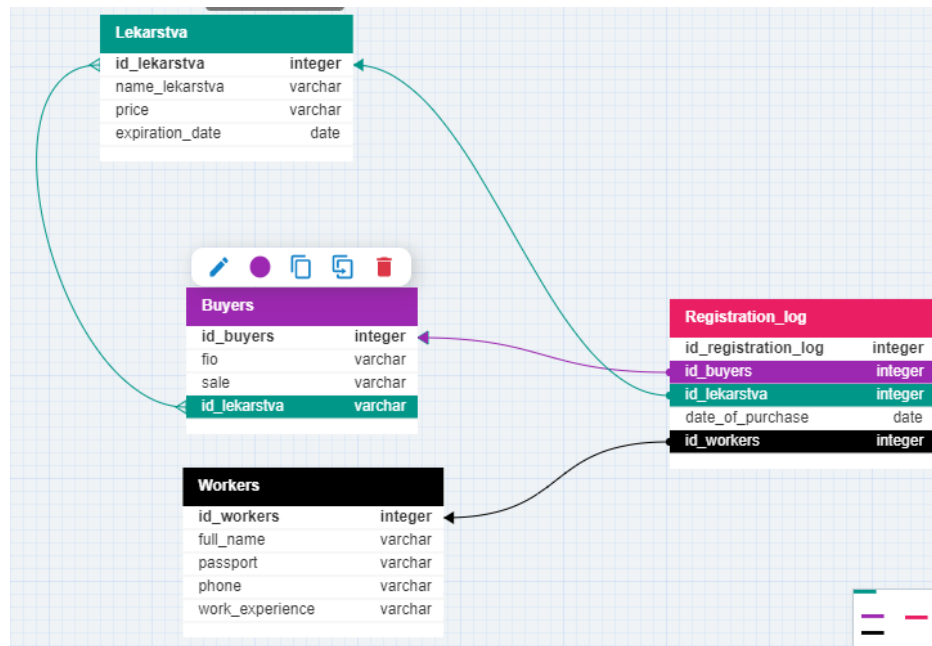 Lekarstva
id_lekarstva integer
name_lekarstva varchar
price varchar
expiration_date date
Buyers
id_buyers integer
fio varchar
sale varchar
id_lekarstva varchar
Registration_log
id_registration_log integer
id_buyers integer
id_lekarstva integer
date_of_purchase date
id_workers integer
Workers
id_workers integer
full_name varchar
passport varchar
phone varchar
work_experience varchar